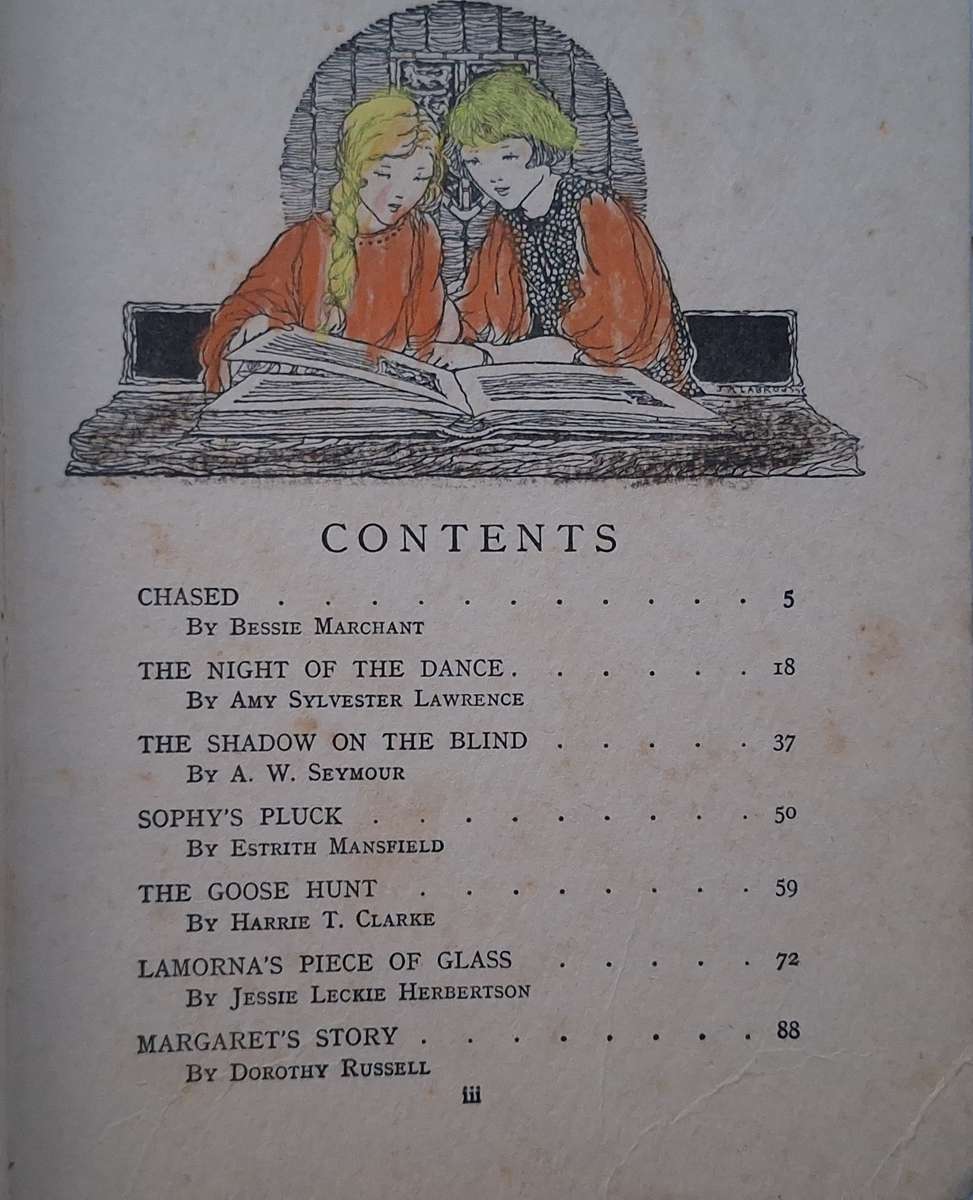 J A LABROUSSE
CONTENTS
CHASED . . . . . . . . . . . 5
By Bessie Marchant
THE NIGHT OF THE DANCE . . . . . . 18
By Amy Sylvester Lawrence
THE SHADOW ON THE BLIND . . . . . 37
By A. W. Seymour
SOPHY'S PLUCK . . . . . . . . . 50
By Estrith Mansfield
THE GOOSE HUNT . . . . . . . . 59
By Harrie T. Clarke
LAMORNA'S PIECE OF GLASS . . . . . 72
By Jessie Leckie Herbertson
MARGARET'S STORY . . . . . . . . 88
By Dorothy Russell
iii